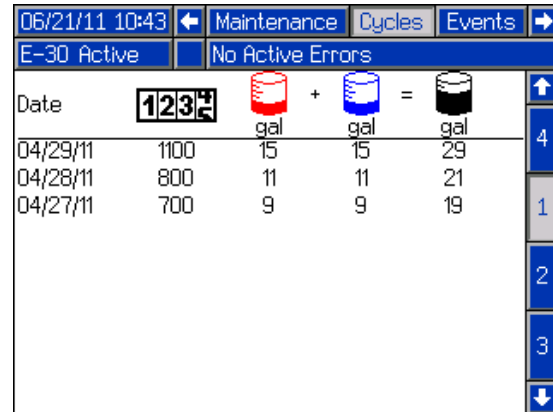 06/21/11 10:43 Maintenance Cycles Events
E-30 Active No Active Errors
Date 1234 + =
gal gal gal
04/29/11 1100 15 15 29
04/28/11 800 11 11 21
04/27/11 700 9 9 19
4
1
2
3